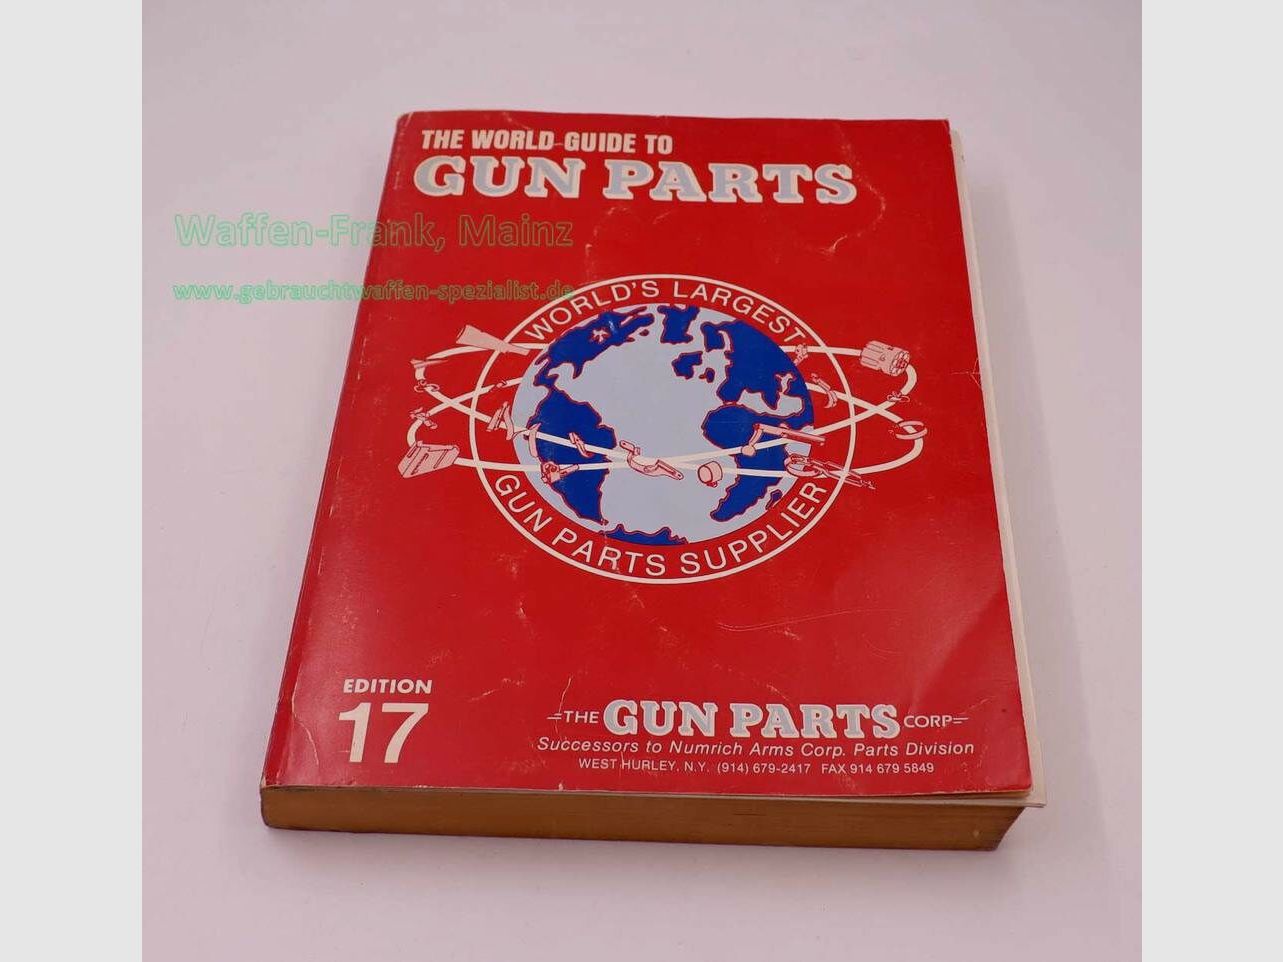 THE WORLD GUIDE TO
GUN PARTS
Waffen-Frank, Mainz
www.gebrauchtwaffen-spezialist.de
WORLD'S LARGEST
GUN PARTS SUPPLIER
EDITION
17
THE GUN PARTS CORP
Successors to Numrich Arms Corp. Parts Division
WEST HURLEY, N.Y. (914) 679-2417 FAX 914 679 5849